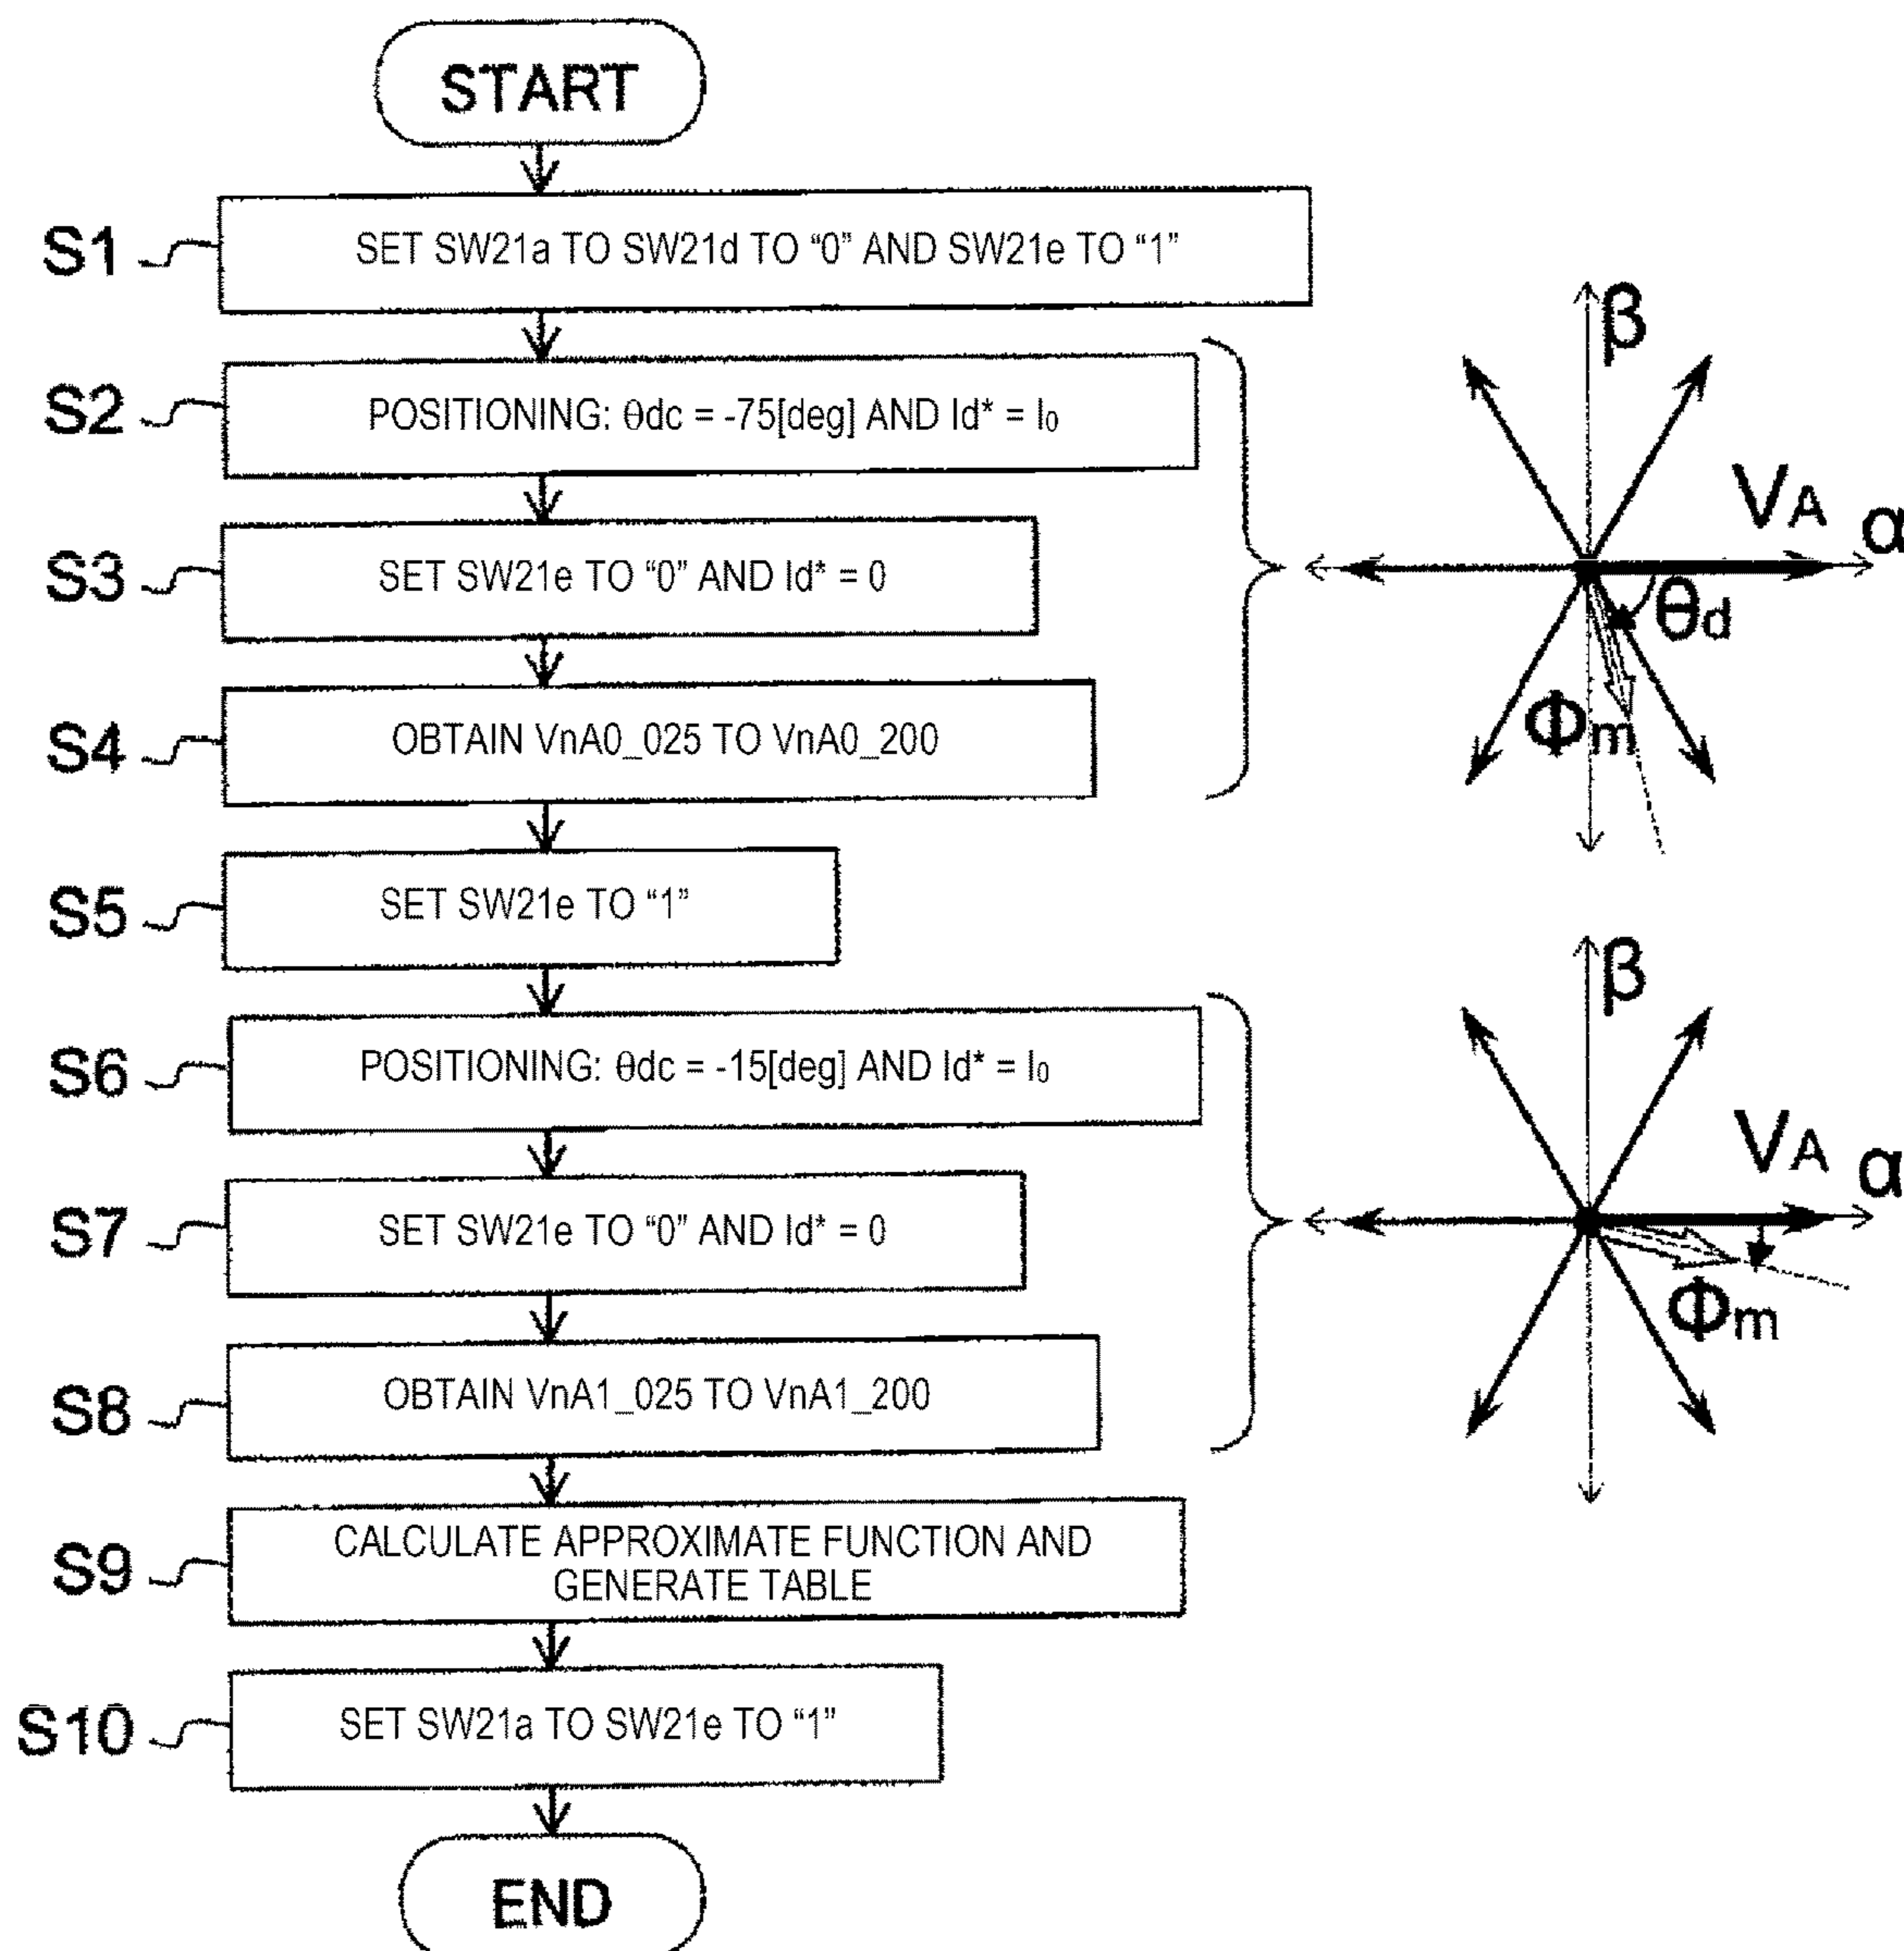 START
S1
SET SW21a TO SW21d TO “0” AND SW21e TO “1”
S2
POSITIONING: θdc = -75[deg] AND Id* = I₀
S3
SET SW21e TO “0” AND Id* = 0
S4
OBTAIN VnA0_025 TO VnA0_200
β
VA
α
θd
Φm
S5
SET SW21e TO “1”
S6
POSITIONING: θdc = -15[deg] AND Id* = I₀
S7
SET SW21e TO “0” AND Id* = 0
S8
OBTAIN VnA1_025 TO VnA1_200
β
VA
α
Φm
S9
CALCULATE APPROXIMATE FUNCTION AND
GENERATE TABLE
S10
SET SW21a TO SW21e TO “1”
END